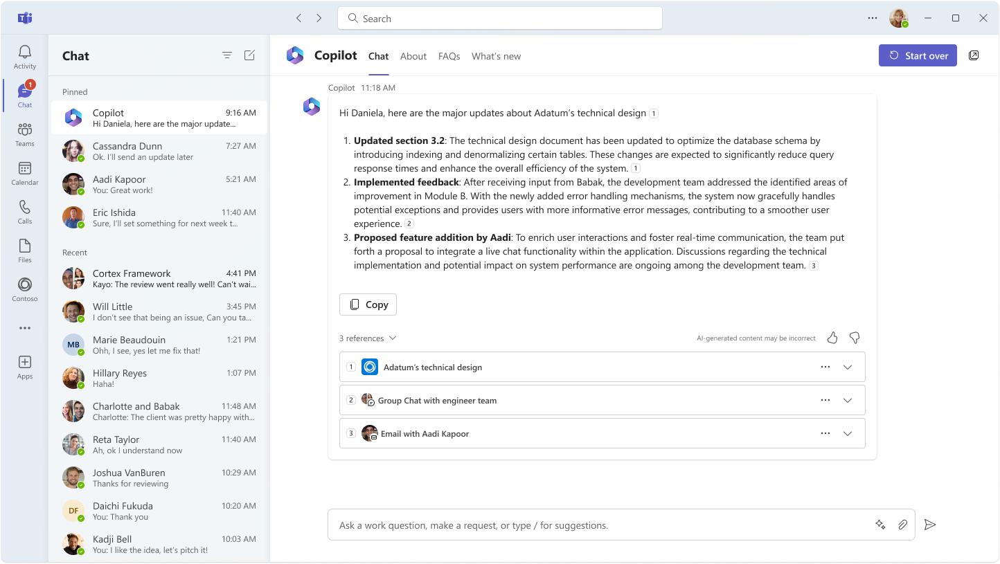 Search
Activity
1
Chat
Teams
Calendar
Calls
Files
Contoso
Apps
Chat
Pinned
Copilot 9:16 AM
Hi Daniela, here are the major update...
Cassandra Dunn 7:27 AM
Ok. I'll send an update later
Aadi Kapoor 5:21 AM
You: Great work!
Eric Ishida 11:40 AM
Sure, I'll set something for next week t...
Recent
Cortex Framework 4:41 PM
Kayo: The review went really well! Can't wai...
Will Little 3:45 PM
I don't see that being an issue, Can you ta...
MB
Marie Beaudouin 1:21 PM
Ohh, I see, yes let me fix that!
Hillary Reyes 1:07 PM
Haha!
Charlotte and Babak 11:48 AM
Charlotte: The client was pretty happy with...
Reta Taylor 11:40 AM
Ah, ok I understand now
Joshua VanBuren 10:29 AM
Thanks for reviewing
DF
Daichi Fukuda 10:20 AM
You: Thank you
Kadji Bell 10:03 AM
You: I like the idea, let's pitch it!
Copilot Chat About FAQs What's new Start over
Copilot 11:18 AM
Hi Daniela, here are the major updates about Adatum's technical design 1
1. Updated section 3.2: The technical design document has been updated to optimize the database schema by
introducing indexing and denormalizing certain tables. These changes are expected to significantly reduce query
response times and enhance the overall efficiency of the system. 1
2. Implemented feedback: After receiving input from Babak, the development team addressed the identified areas of
improvement in Module B. With the newly added error handling mechanisms, the system now gracefully handles
potential exceptions and provides users with more informative error messages, contributing to a smoother user
experience. 2
3. Proposed feature addition by Aadi: To enrich user interactions and foster real-time communication, the team put
forth a proposal to integrate a live chat functionality within the application. Discussions regarding the technical
implementation and potential impact on system performance are ongoing among the development team. 3
Copy
3 references AI-generated content may be incorrect
1 Adatum's technical design
2 Group Chat with engineer team
3 Email with Aadi Kapoor
Ask a work question, make a request, or type / for suggestions.